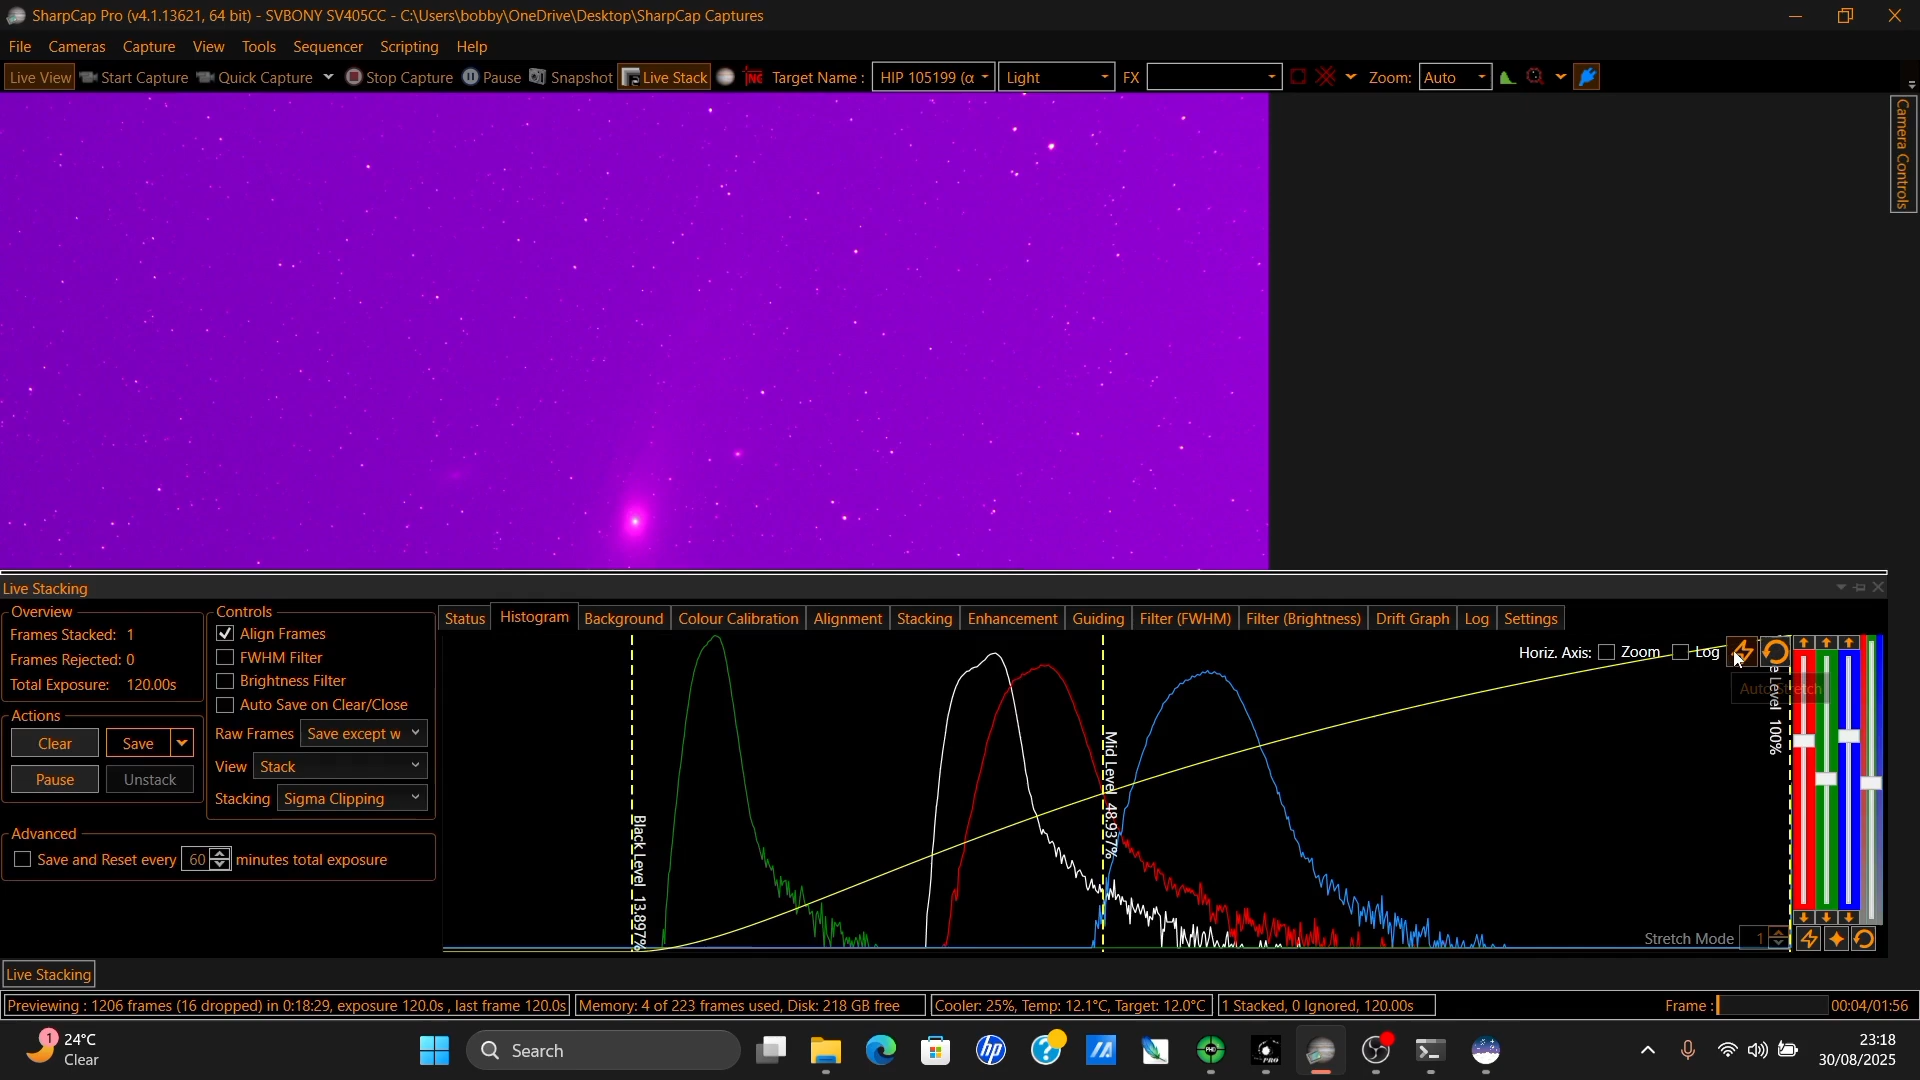 SharpCap Pro (v4.1.13621, 64 bit) - SVBONY SV405CC - C:\Users\bobby\OneDrive\Desktop\SharpCap Captures
File Cameras Capture View Tools Sequencer Scripting Help
Live View Start Capture Quick Capture Stop Capture Pause Snapshot Live Stack Target Name : HIP 105199 (α Light FX Zoom: Auto
Camera Controls
Live Stacking
Overview
Frames Stacked: 1
Frames Rejected: 0
Total Exposure: 120.00s
Actions
Clear Save
Pause Unstack
Controls
Align Frames
FWHM Filter
Brightness Filter
Auto Save on Clear/Close
Raw Frames Save except w
View Stack
Stacking Sigma Clipping
Advanced
Save and Reset every 60 minutes total exposure
Status Histogram Background Colour Calibration Alignment Stacking Enhancement Guiding Filter (FWHM) Filter (Brightness) Drift Graph Log Settings
Horiz. Axis: Zoom Log
Auto Stretch
Black Level 13.897%
Mid Level 48.937%
e Level 100%
Stretch Mode 1
Live Stacking
Previewing : 1206 frames (16 dropped) in 0:18:29, exposure 120.0s , last frame 120.0s Memory: 4 of 223 frames used, Disk: 218 GB free Cooler: 25%, Temp: 12.1°C, Target: 12.0°C 1 Stacked, 0 Ignored, 120.00s Frame : 00:04/01:56
1 24°C
Clear
Search
hp
PHD
PRO
23:18
30/08/2025